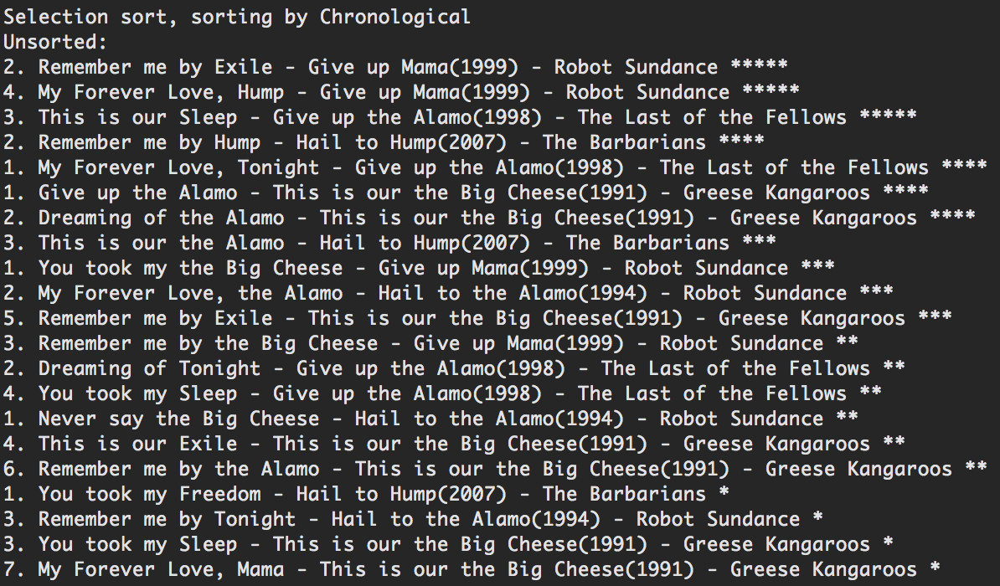 Selection sort, sorting by Chronological
Unsorted:
2. Remember me by Exile - Give up Mama(1999) - Robot Sundance *****
4. My Forever Love, Hump - Give up Mama(1999) - Robot Sundance *****
3. This is our Sleep - Give up the Alamo(1998) - The Last of the Fellows *****
2. Remember me by Hump - Hail to Hump(2007) - The Barbarians ****
1. My Forever Love, Tonight - Give up the Alamo(1998) - The Last of the Fellows ****
1. Give up the Alamo - This is our the Big Cheese(1991) - Greese Kangaroos ****
2. Dreaming of the Alamo - This is our the Big Cheese(1991) - Greese Kangaroos ****
3. This is our the Alamo - Hail to Hump(2007) - The Barbarians ***
1. You took my the Big Cheese - Give up Mama(1999) - Robot Sundance ***
2. My Forever Love, the Alamo - Hail to the Alamo(1994) - Robot Sundance ***
5. Remember me by Exile - This is our the Big Cheese(1991) - Greese Kangaroos ***
3. Remember me by the Big Cheese - Give up Mama(1999) - Robot Sundance **
2. Dreaming of Tonight - Give up the Alamo(1998) - The Last of the Fellows **
4. You took my Sleep - Give up the Alamo(1998) - The Last of the Fellows **
1. Never say the Big Cheese - Hail to the Alamo(1994) - Robot Sundance **
4. This is our Exile - This is our the Big Cheese(1991) - Greese Kangaroos **
6. Remember me by the Alamo - This is our the Big Cheese(1991) - Greese Kangaroos **
1. You took my Freedom - Hail to Hump(2007) - The Barbarians *
3. Remember me by Tonight - Hail to the Alamo(1994) - Robot Sundance *
3. You took my Sleep - This is our the Big Cheese(1991) - Greese Kangaroos *
7. My Forever Love, Mama - This is our the Big Cheese(1991) - Greese Kangaroos *